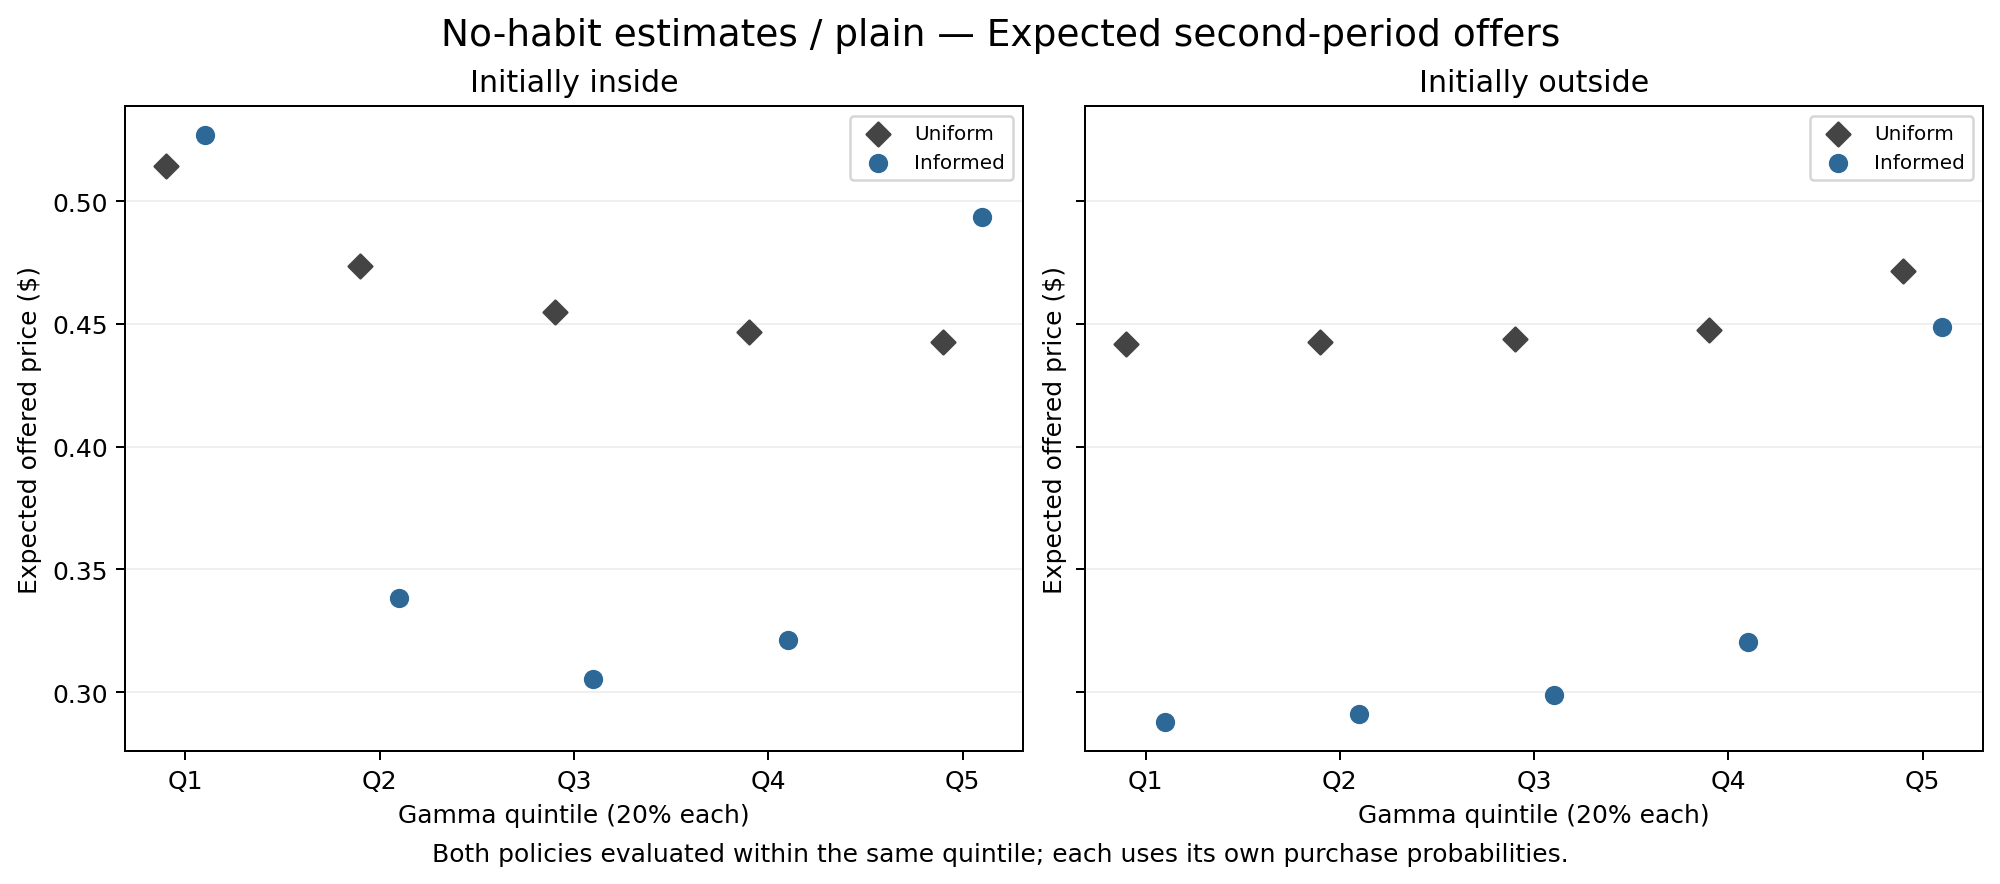 No-habit estimates / plain — Expected second-period offers
Initially inside
Expected offered price ($)
0.50
0.45
0.40
0.35
0.30
Uniform
Informed
Q1 Q2 Q3 Q4 Q5
Gamma quintile (20% each)
Initially outside
Expected offered price ($)
Uniform
Informed
Q1 Q2 Q3 Q4 Q5
Gamma quintile (20% each)
Both policies evaluated within the same quintile; each uses its own purchase probabilities.